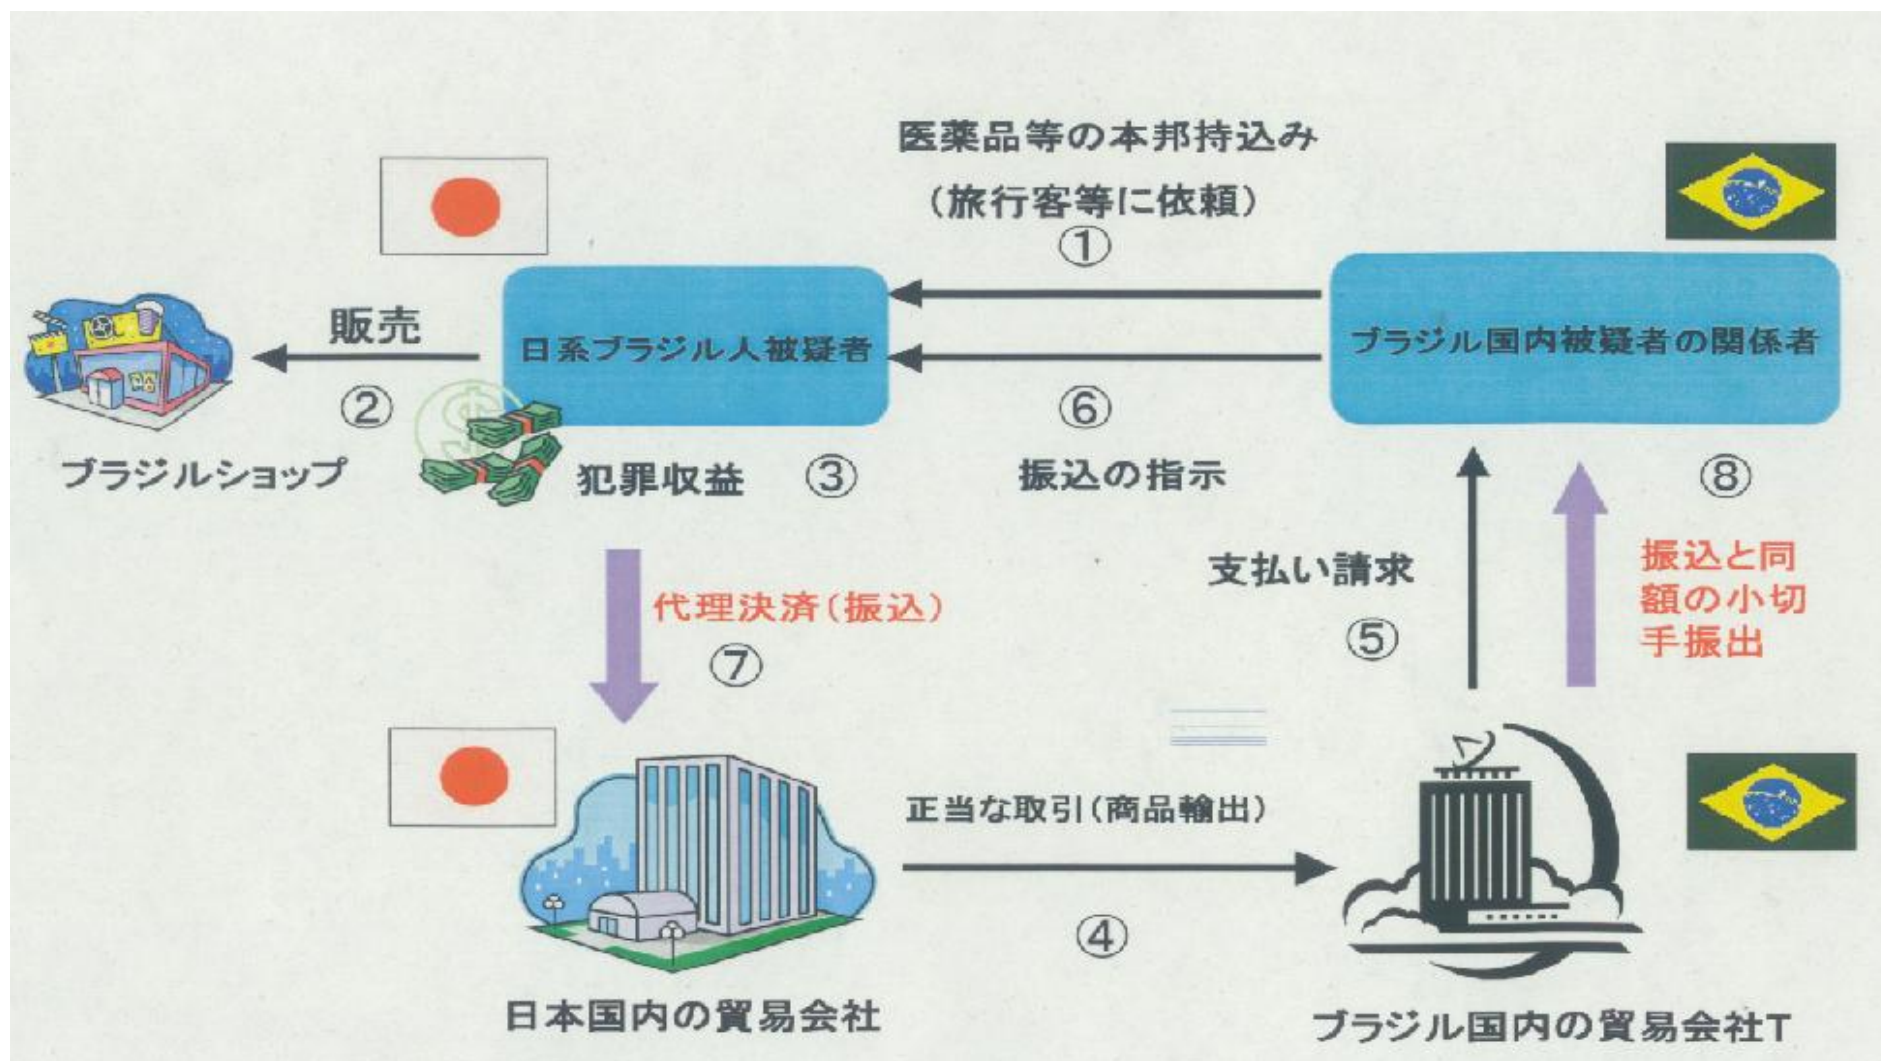 医薬品等の本邦持込み
(旅行客等に依頼)
①
日系ブラジル人被疑者
ブラジル国内被疑者の関係者
販売
②
ブラジルショップ
⑥
振込の指示
犯罪収益 ③
⑧
支払い請求
⑤
振込と同
額の小切
手振出
代理決済(振込)
⑦
正当な取引(商品輸出)
④
日本国内の貿易会社
ブラジル国内の貿易会社T